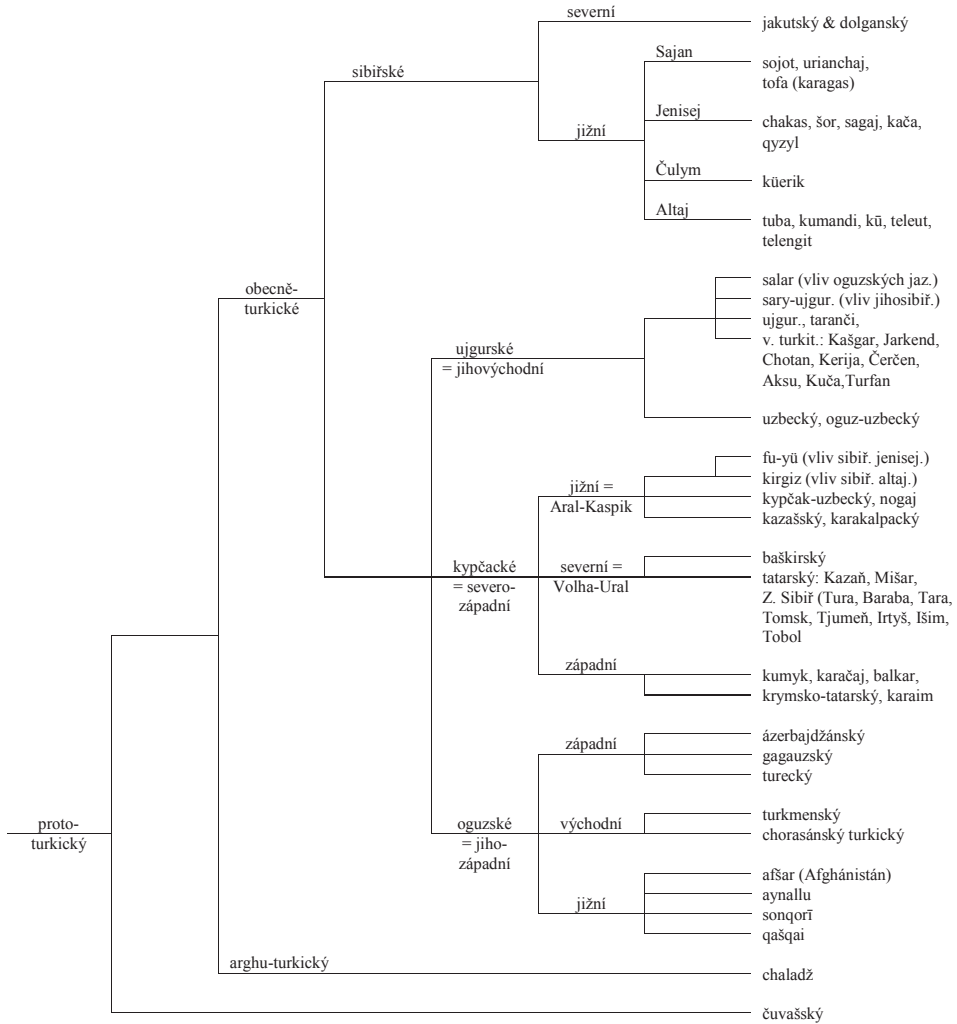 severní
jakutský & dolganský
sibiřské
Sajan
sojot, urianchaj,
tofa (karagas)
Jenisej
chakas, šor, sagaj, kača,
qyzyl
jižní
Čulym
küerik
Altaj
tuba, kumandi, kū, teleut,
telengit
obecně-
turkické
salar (vliv oguzských jaz.)
sary-ujgur. (vliv jihosibiř.)
ujgur., taranči,
v. turkit.: Kašgar, Jarkend,
Chotan, Kerija, Čerčen,
Aksu, Kuča,Turfan
ujgurské
= jihovýchodní
uzbecký, oguz-uzbecký
fu-yü (vliv sibiř. jenisej.)
kirgiz (vliv sibiř. altaj.)
jižní =
Aral-Kaspik
kypčak-uzbecký, nogaj
kazašský, karakalpacký
kypčacké
= severo-
západní
severní =
Volha-Ural
baškirský
tatarský: Kazaň, Mišar,
Z. Sibiř (Tura, Baraba, Tara,
Tomsk, Tjumeň, Irtyš, Išim,
Tobol
západní
kumyk, karačaj, balkar,
krymsko-tatarský, karaim
západní
ázerbajdžánský
gagauzský
turecký
proto-
turkický
oguzské
= jiho-
západní
východní
turkmenský
chorasánský turkický
jižní
afšar (Afghánistán)
aynallu
sonqorī
qašqai
arghu-turkický
chaladž
čuvašský